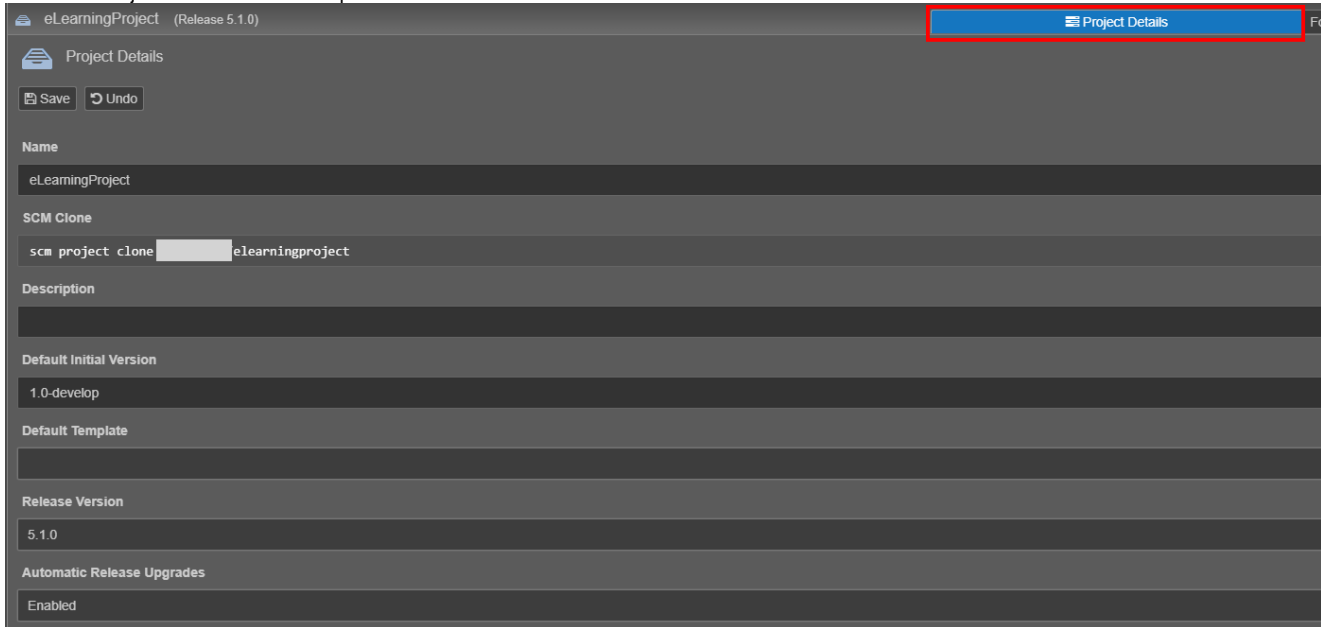 eLearningProject (Release 5.1.0) Project Details
Project Details
Save Undo
Name
eLearningProject
SCM Clone
scm project clone elearningproject
Description
Default Initial Version
1.0-develop
Default Template
Release Version
5.1.0
Automatic Release Upgrades
Enabled